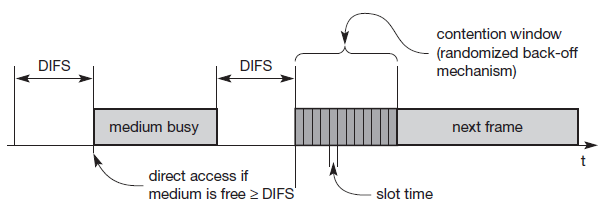 contention window
(randomized back-off
mechanism)
DIFS
DIFS
medium busy
next frame
t
direct access if
medium is free ≥ DIFS
slot time